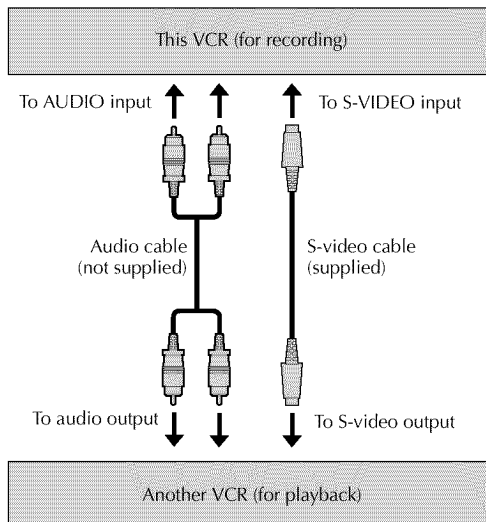 This VCR (for recording)
To AUDIO input
To S-VIDEO input
Audio cable
(not supplied)
S-video cable
(supplied)
To audio output
To S-video output
Another VCR (for playback)